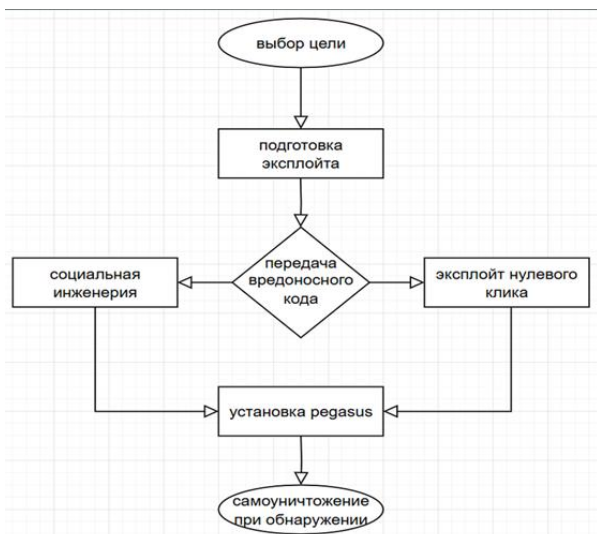 выбор цели
подготовка
эксплойта
передача
вредоносного
кода
социальная
инженерия
эксплойт нулевого
клика
установка pegasus
самоуничтожение
при обнаружении